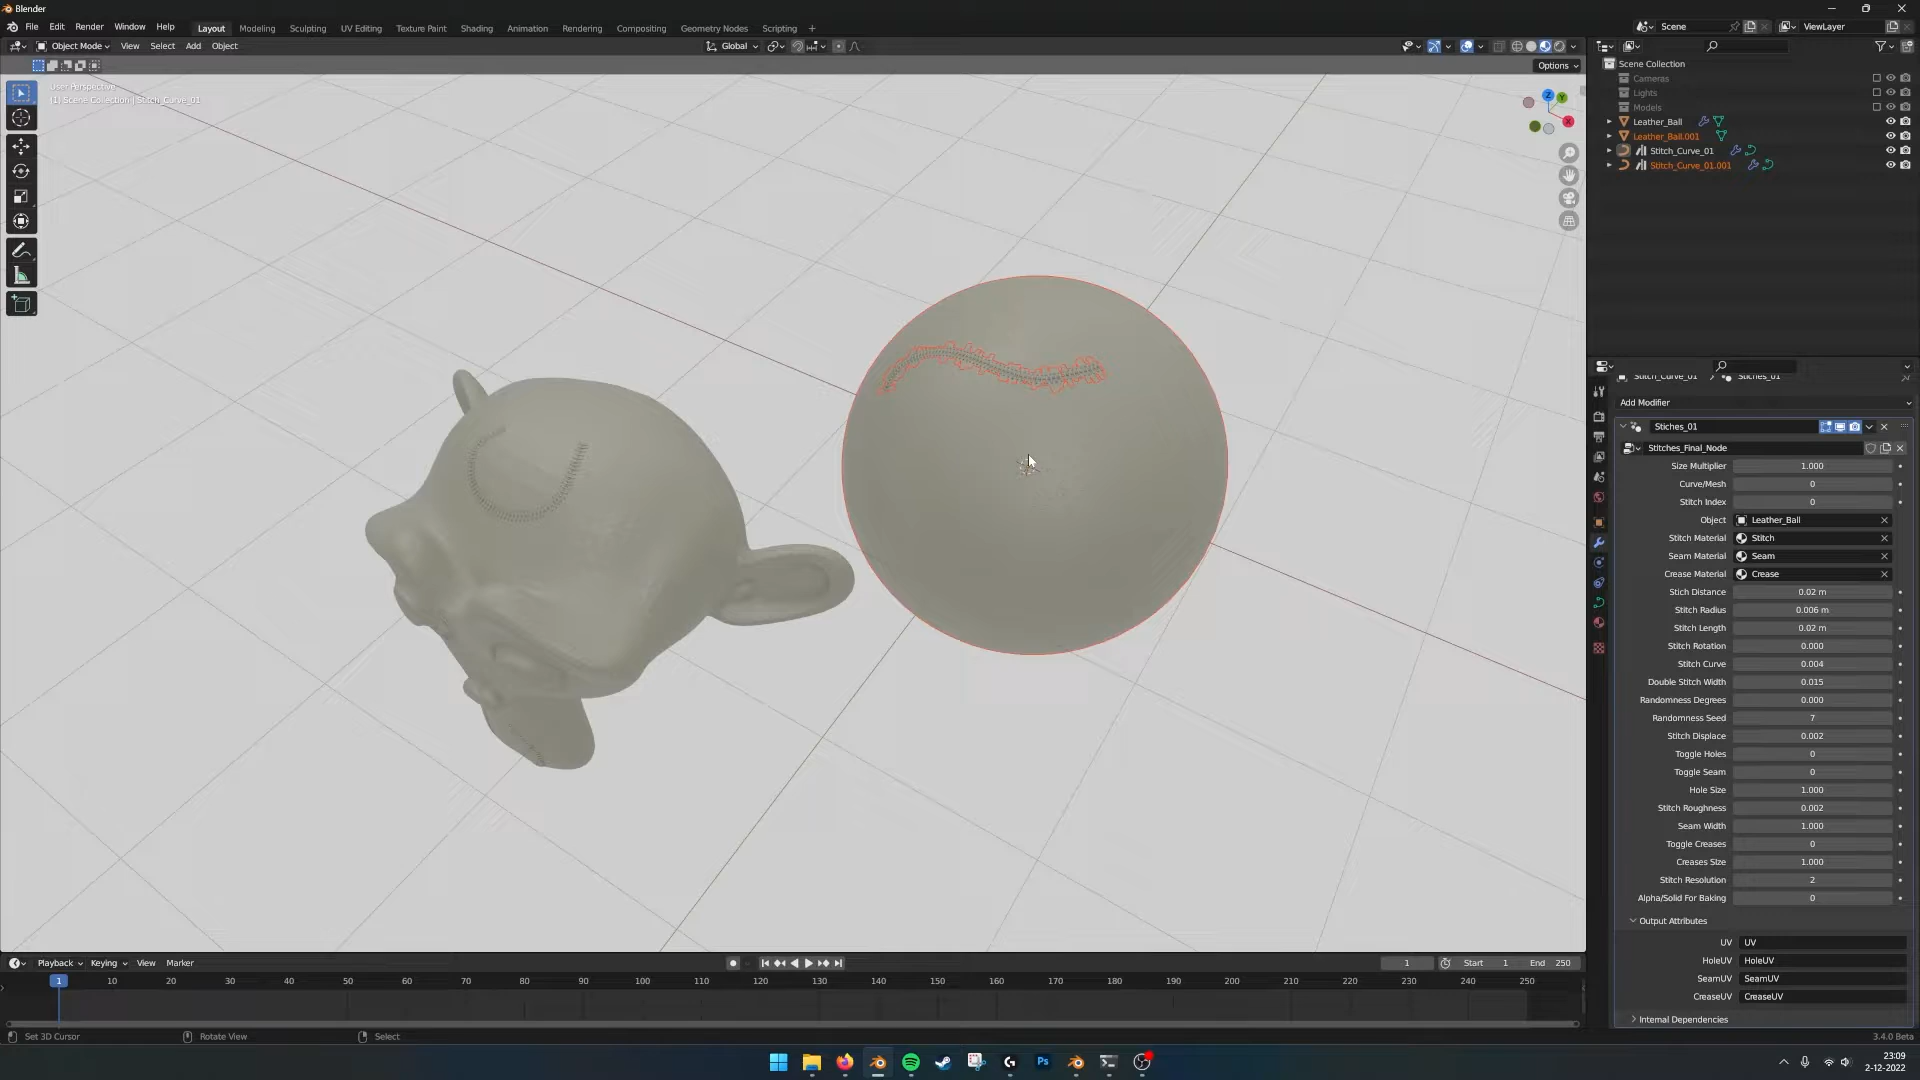 Blender
File Edit Render Window Help Layout Modeling Sculpting UV Editing Texture Paint Shading Animation Rendering Compositing Geometry Nodes Scripting + Scene ViewLayer
Object Mode View Select Add Object Global
Options
User Perspective
(1) Scene Collection | Stitch_Curve_01
Z
Y
X
Scene Collection
Cameras
Lights
Models
Leather_Ball
Leather_Ball.001
Stitch_Curve_01
Stitch_Curve_01.001
Stitch_Curve_01 Stiches_01
Add Modifier
Stiches_01
Stitches_Final_Node
Size Multiplier 1.000
Curve/Mesh 0
Stitch Index 0
Object Leather_Ball
Stitch Material Stitch
Seam Material Seam
Crease Material Crease
Stich Distance 0.02 m
Stitch Radius 0.006 m
Stitch Length 0.02 m
Stitch Rotation 0.000
Stitch Curve 0.004
Double Stitch Width 0.015
Randomness Degrees 0.000
Randomness Seed 7
Stitch Displace 0.002
Toggle Holes 0
Toggle Seam 0
Hole Size 1.000
Stitch Roughness 0.002
Seam Width 1.000
Toggle Creases 0
Creases Size 1.000
Stitch Resolution 2
Alpha/Solid For Baking 0
Output Attributes
UV UV
HoleUV HoleUV
SeamUV SeamUV
CreaseUV CreaseUV
Internal Dependencies
Playback Keying View Marker 1 Start 1 End 250
1 10 20 30 40 50 60 70 80 90 100 110 120 130 140 150 160 170 180 190 200 210 220 230 240 250
Set 3D Cursor Rotate View Select 3.4.0 Beta
Ps
23:09
2-12-2022